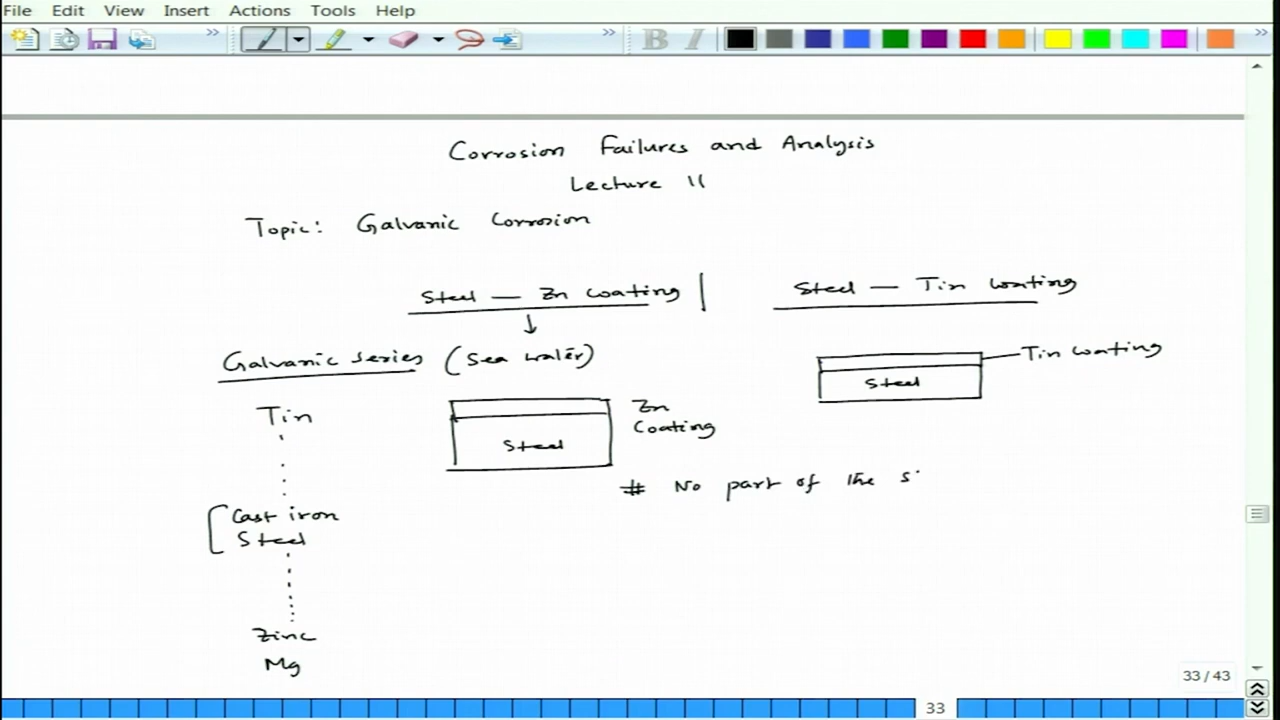 File Edit View Insert Actions Tools Help
B I
Corrosion Failures and Analysis
Lecture 11
Topic: Galvanic Corrosion
Steel — Zn coating | Steel — Tin coating
Galvanic series (Sea water)
Tin coating
Steel
Tin
Zn
Coating
Steel
# No part of the s
Cast iron
Steel
Zinc
Mg
33 / 43
33